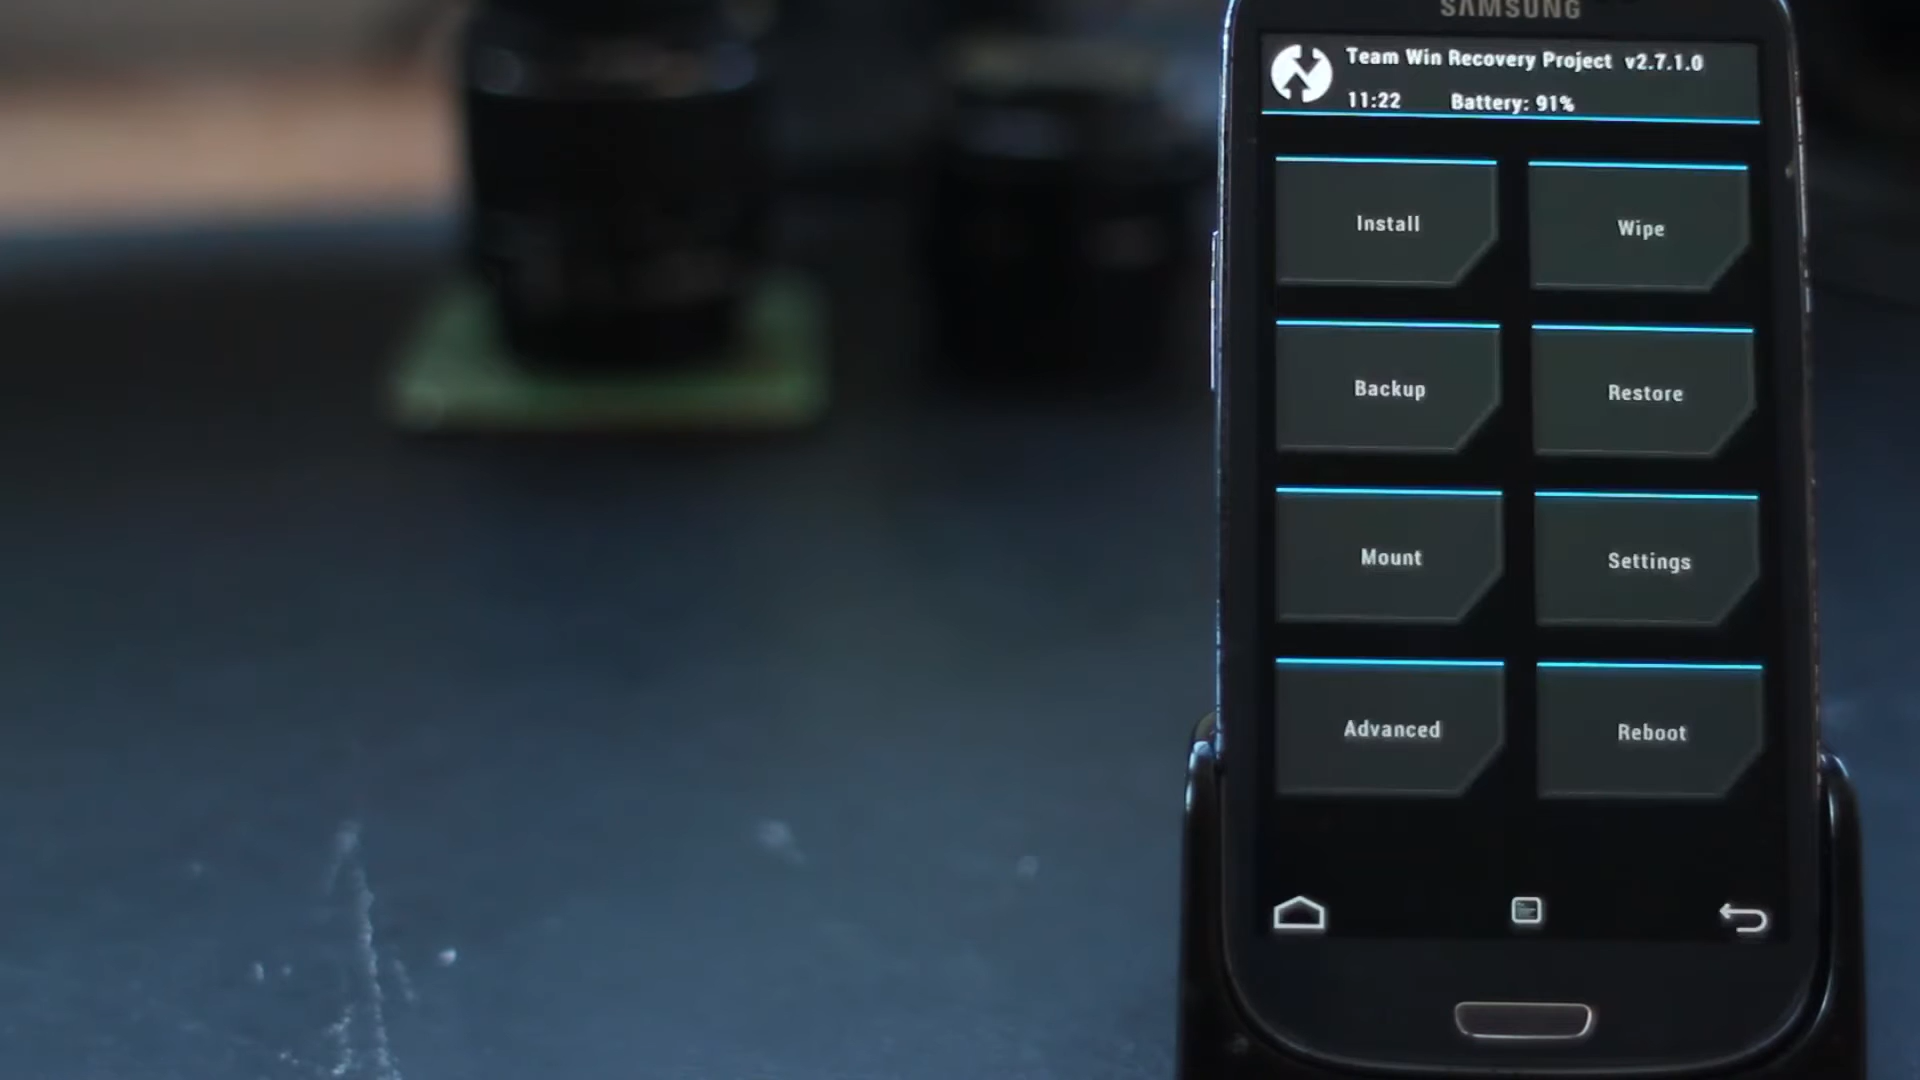 SAMSUNG
Team Win Recovery Project v2.7.1.0
11:22 Battery: 91%
Install Wipe
Backup Restore
Mount Settings
Advanced Reboot